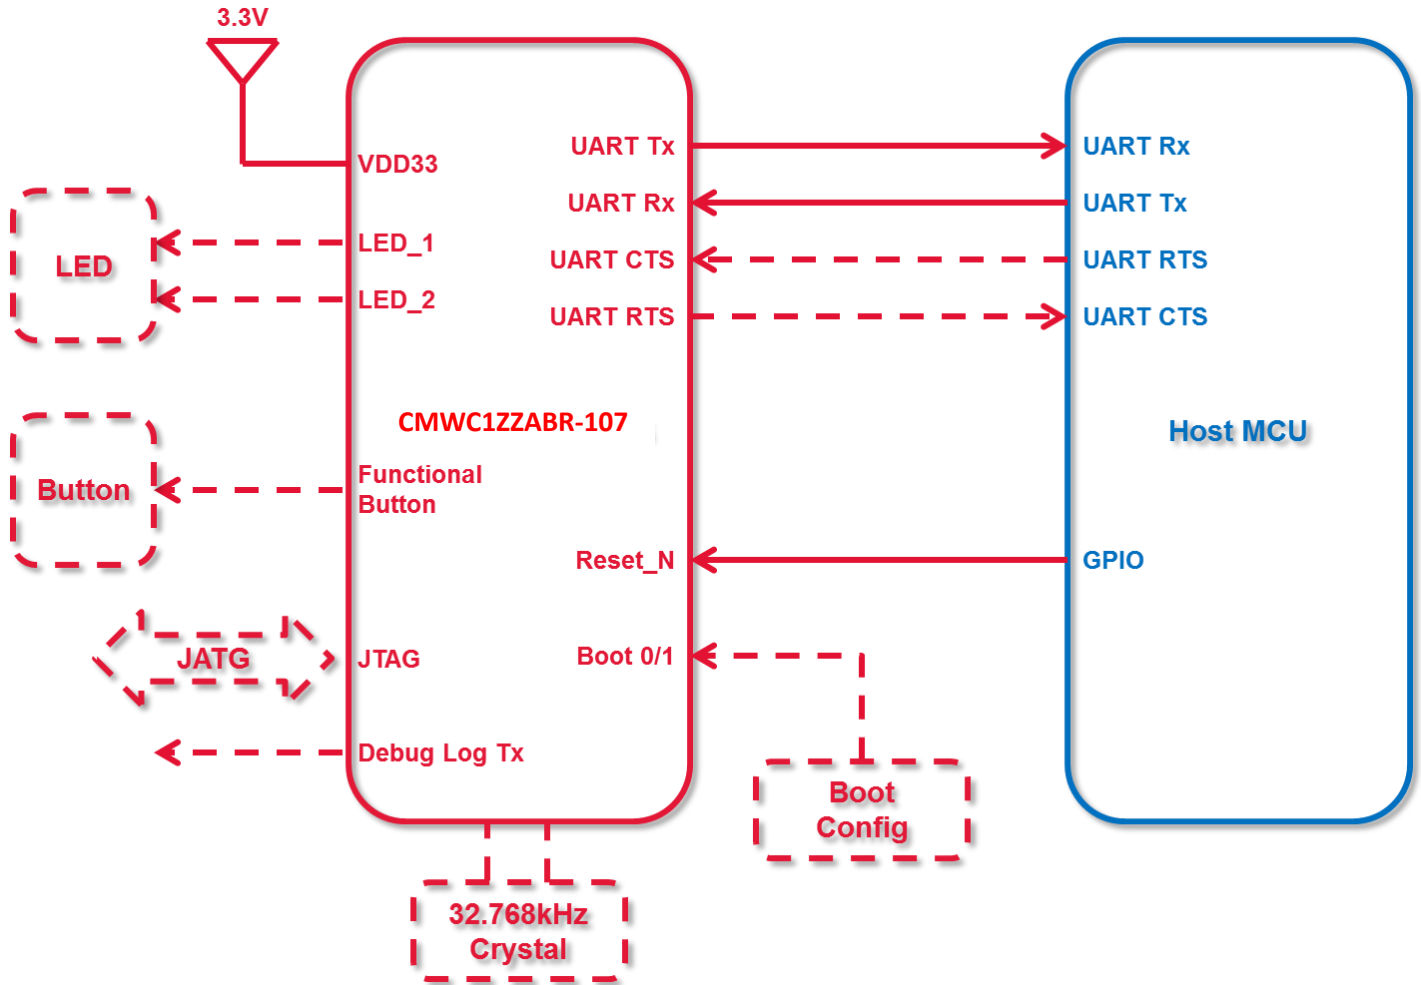 3.3V
VDD33
LED_1
LED_2
LED
Functional
Button
Button
JATG
JTAG
Debug Log Tx
UART Tx
UART Rx
UART CTS
UART RTS
CMWC1ZZABR-107
Reset_N
Boot 0/1
32.768kHz
Crystal
Boot
Config
UART Rx
UART Tx
UART RTS
UART CTS
Host MCU
GPIO